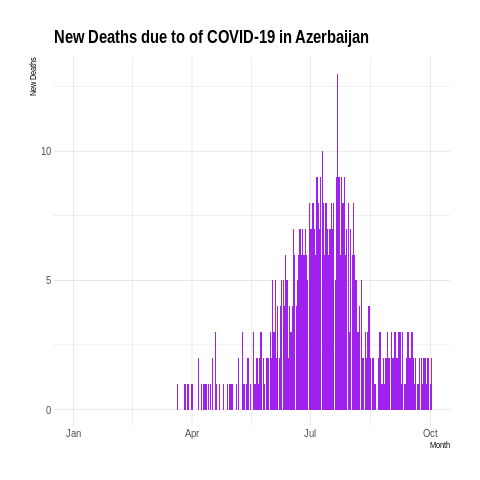 New Deaths due to of COVID-19 in Azerbaijan
New Deaths
10
5
0
Jan Apr Jul Oct
Month